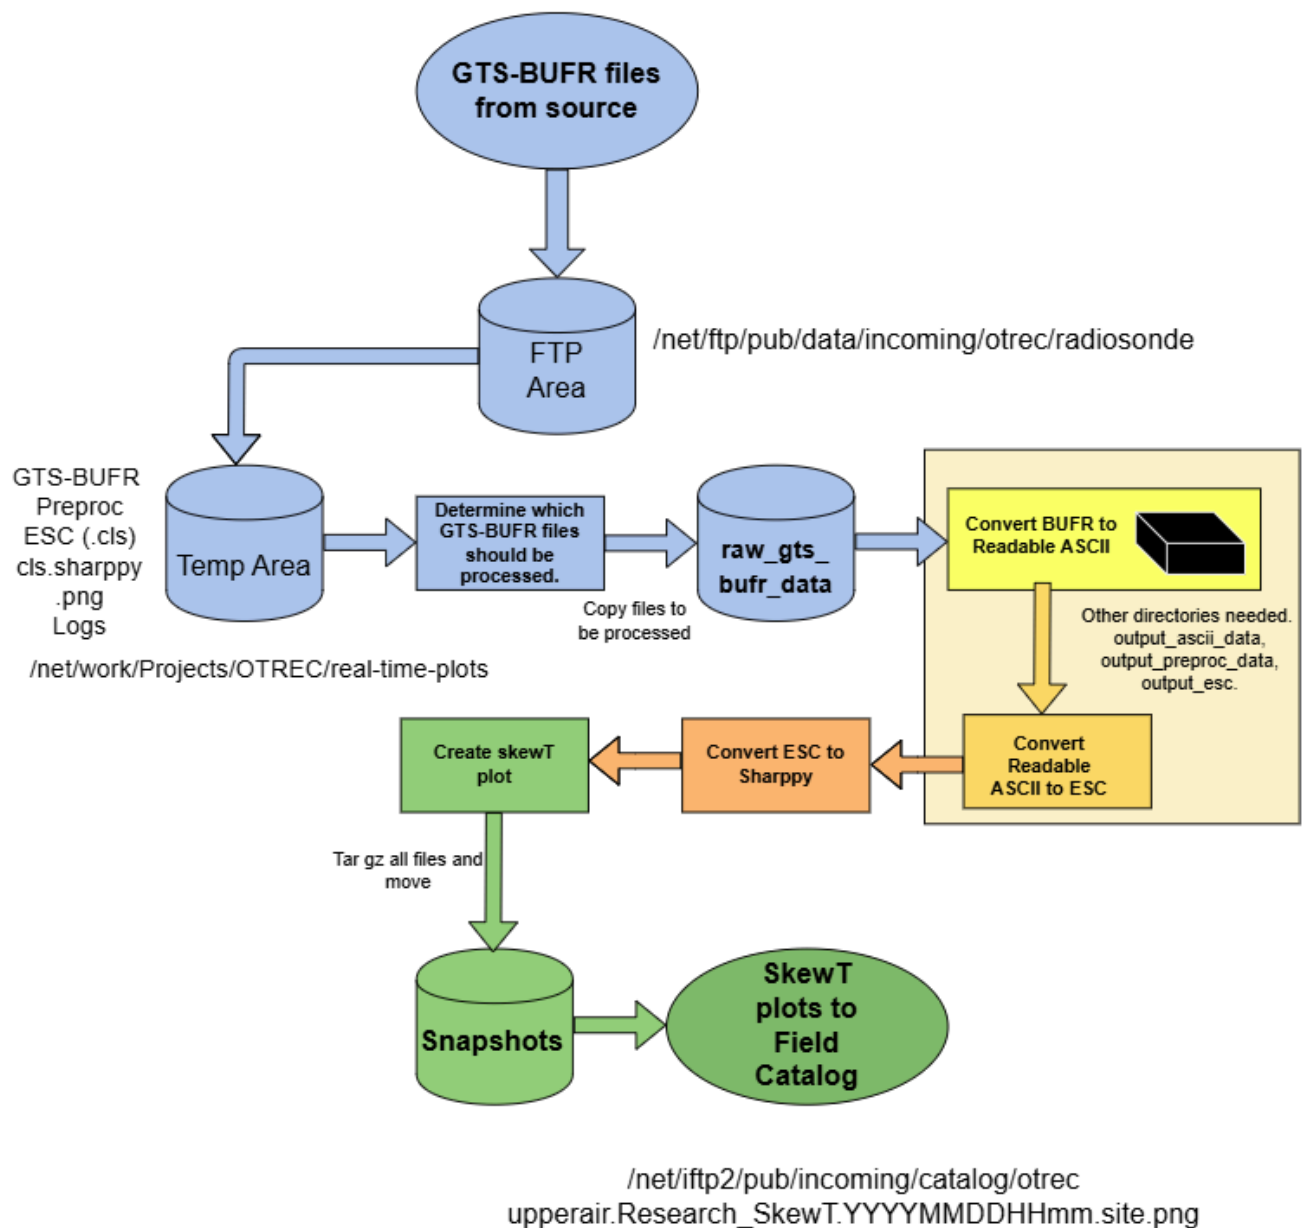 GTS-BUFR files
from source
FTP
Area
/net/ftp/pub/data/incoming/otrec/radiosonde
GTS-BUFR
Preproc
ESC (.cls)
cls.sharppy
.png
Logs
Temp Area
/net/work/Projects/OTREC/real-time-plots
Determine which
GTS-BUFR files
should be
processed.
Copy files to
be processed
raw_gts_
bufr_data
Convert BUFR to
Readable ASCII
Other directories needed.
output_ascii_data,
output_preproc_data,
output_esc.
Convert
Readable
ASCII to ESC
Convert ESC to
Sharppy
Create skewT
plot
Tar gz all files and
move
Snapshots
SkewT
plots to
Field
Catalog
/net/iftp2/pub/incoming/catalog/otrec
upperair.Research_SkewT.YYYYMMDDHHmm.site.png